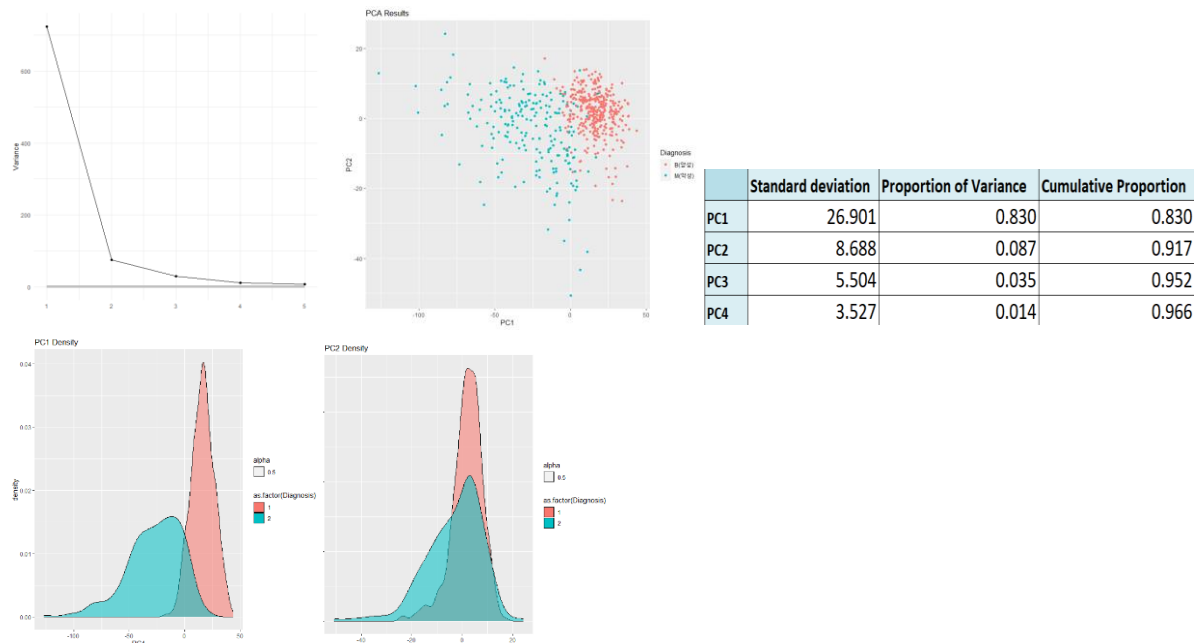 Variance
600
400
200
0
1
2
3
4
5
PCA Results
PC2
20
0
-20
-40
-100
-50
0
50
PC1
Diagnosis
B(양성)
M(악성)
Standard deviation Proportion of Variance Cumulative Proportion
PC1 26.901 0.830 0.830
PC2 8.688 0.087 0.917
PC3 5.504 0.035 0.952
PC4 3.527 0.014 0.966
PC1 Density
density
0.04
0.03
0.02
0.01
0.00
-100
-50
0
50
PC1
alpha
0.5
as.factor(Diagnosis)
1
2
PC2 Density
-40
-20
0
20
alpha
0.5
as.factor(Diagnosis)
1
2